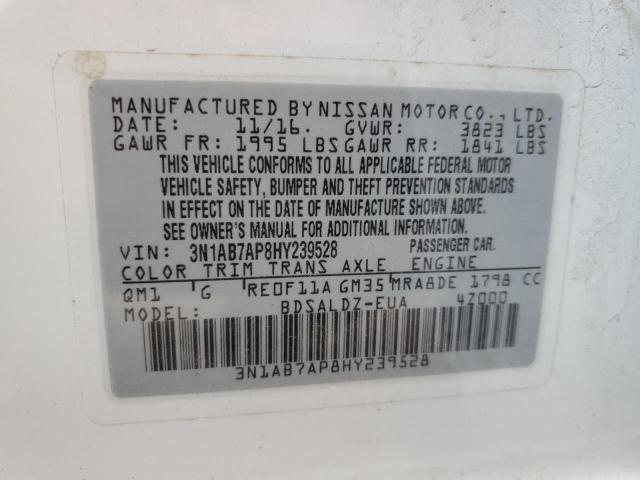 MANUFACTURED BY NISSAN MOTOR CO., LTD.
DATE: 11/16. GVWR: 3823 LBS
GAWR FR: 1995 LBS GAWR RR: 1841 LBS
THIS VEHICLE CONFORMS TO ALL APPLICABLE FEDERAL MOTOR
VEHICLE SAFETY, BUMPER AND THEFT PREVENTION STANDARDS
IN EFFECT ON THE DATE OF MANUFACTURE SHOWN ABOVE.
SEE OWNER'S MANUAL FOR ADDITIONAL INFORMATION.
VIN: 3N1AB7AP8HY239528 PASSENGER CAR.
COLOR TRIM TRANS AXLE ENGINE
QM1 G RE0F11A GM35 MRA8DE 1798 CC
MODEL: BDSALDZ-EUA 4Z000
3N1AB7AP8HY239528